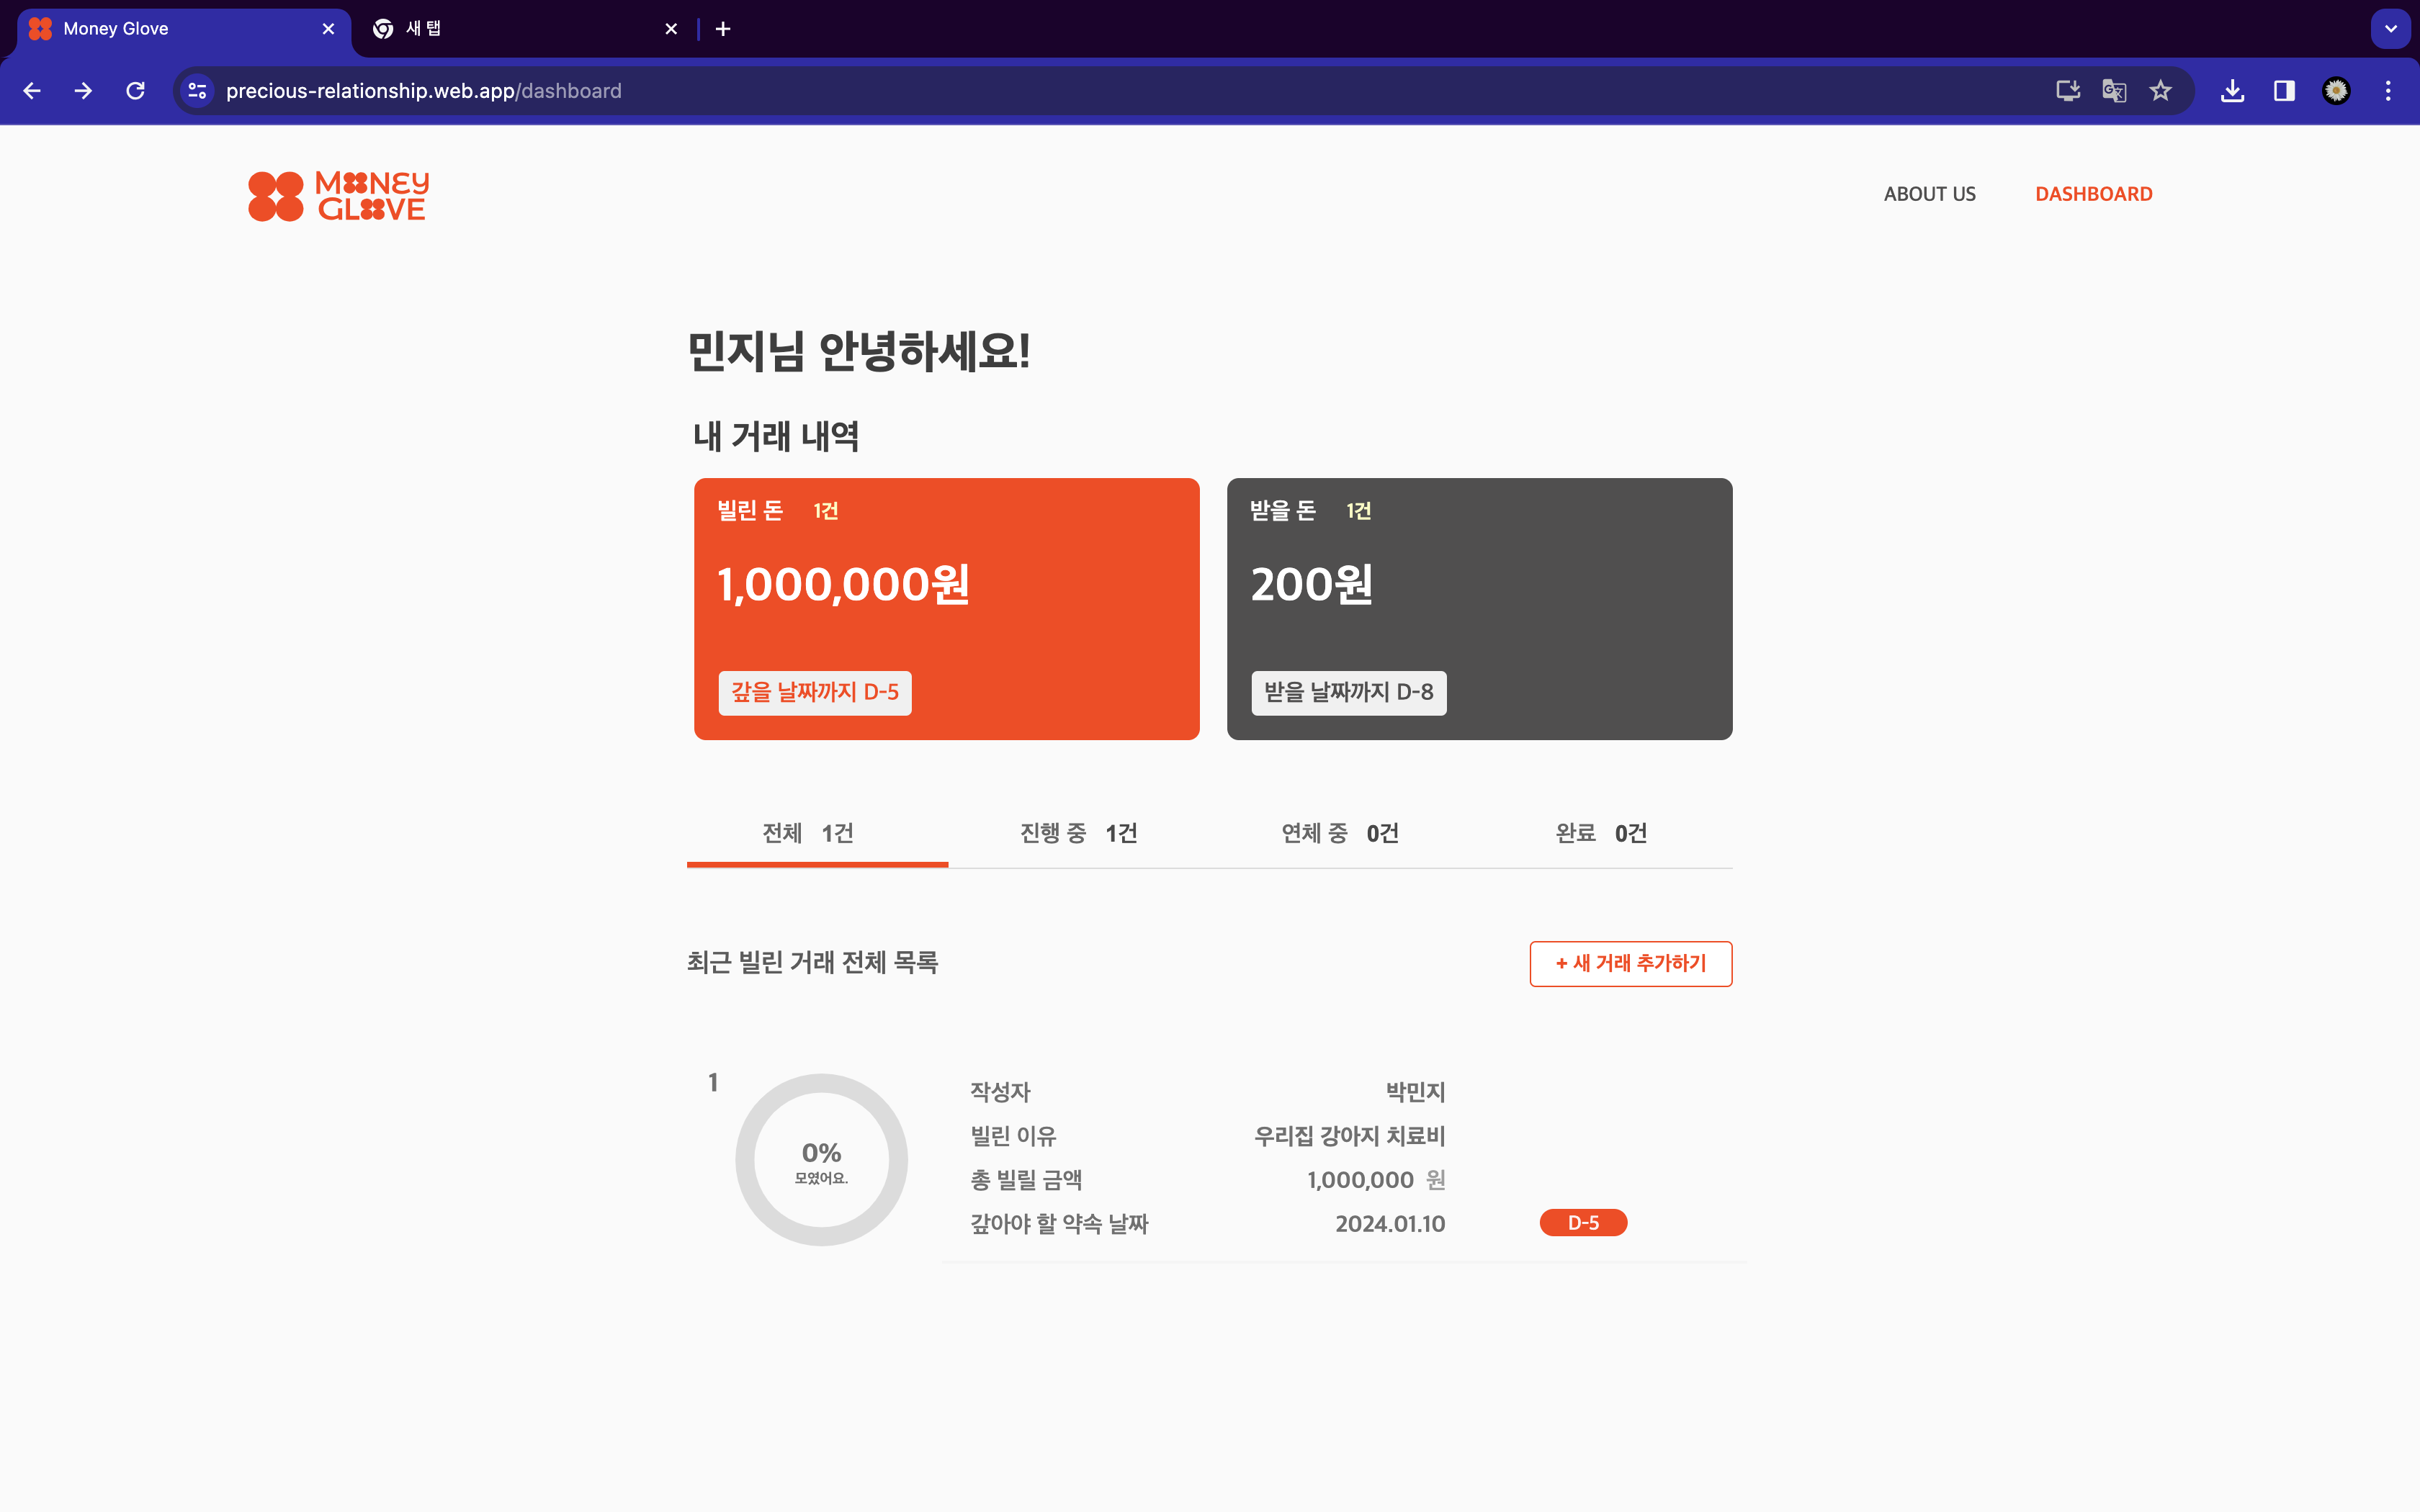 Money Glove
새 탭
precious-relationship.web.app/dashboard
MONEY
GLOVE
ABOUT US
DASHBOARD
민지님 안녕하세요!
내 거래 내역
빌린 돈 1건
1,000,000원
갚을 날짜까지 D-5
받을 돈 1건
200원
받을 날짜까지 D-8
전체 1건
진행 중 1건
연체 중 0건
완료 0건
최근 빌린 거래 전체 목록
+ 새 거래 추가하기
1
0%
모였어요.
작성자 박민지
빌린 이유 우리집 강아지 치료비
총 빌릴 금액 1,000,000 원
갚아야 할 약속 날짜 2024.01.10 D-5